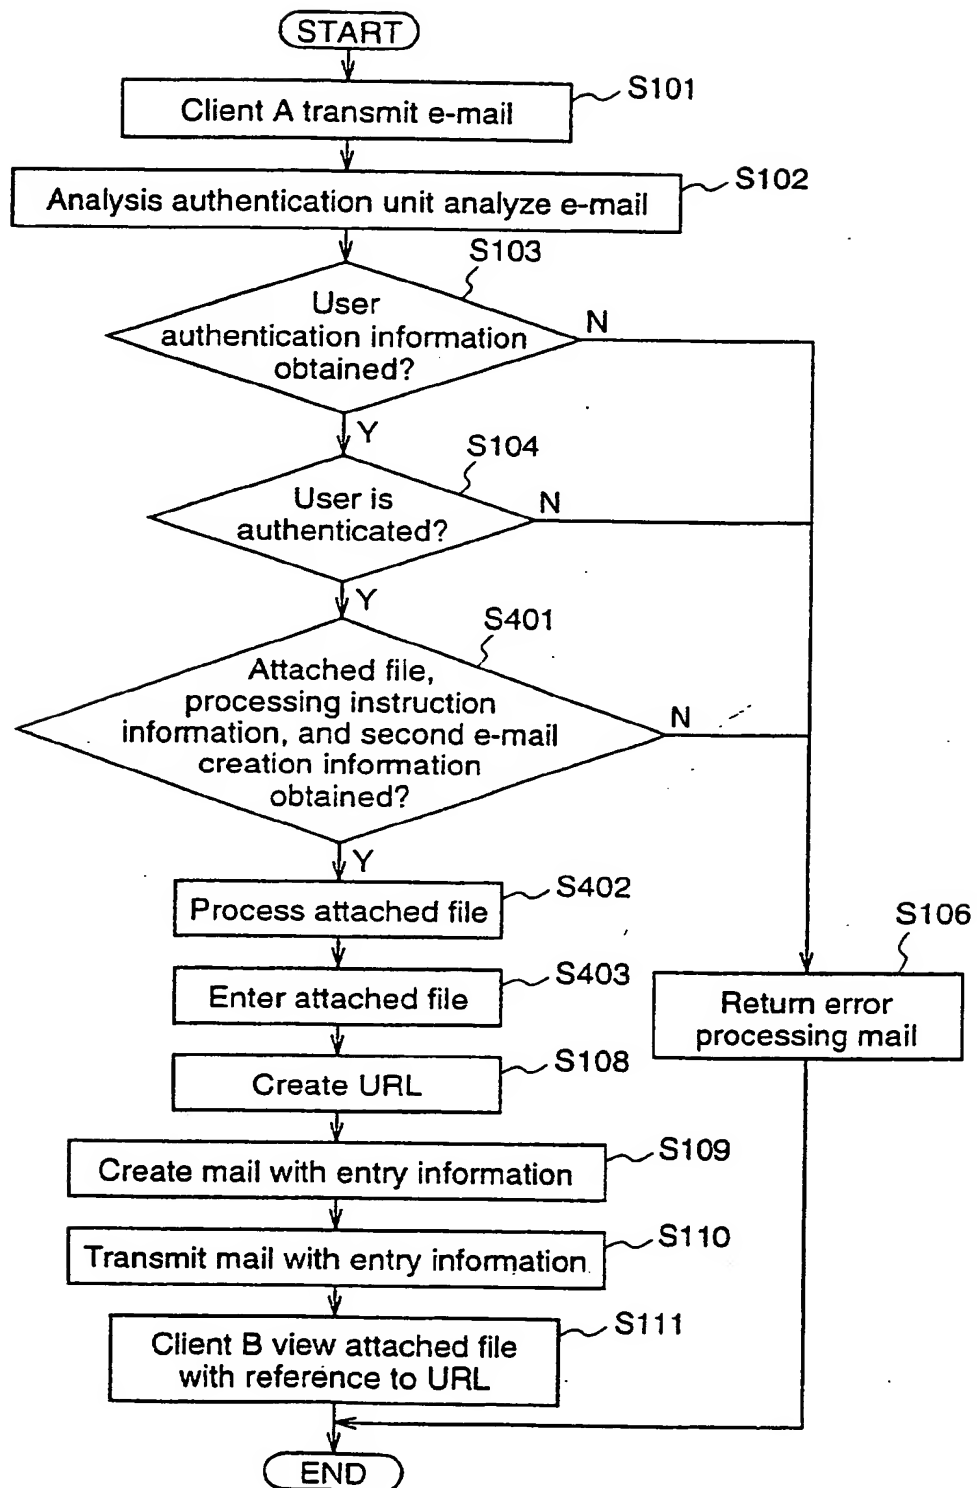 START
S101
Client A transmit e-mail
S102
Analysis authentication unit analyze e-mail
S103
User
authentication information
obtained?
N
Y
S104
User is
authenticated?
N
Y
S401
Attached file,
processing instruction
information, and second e-mail
creation information
obtained?
N
Y
S402
Process attached file
S106
Return error
processing mail
S403
Enter attached file
S108
Create URL
S109
Create mail with entry information
S110
Transmit mail with entry information
S111
Client B view attached file
with reference to URL
END